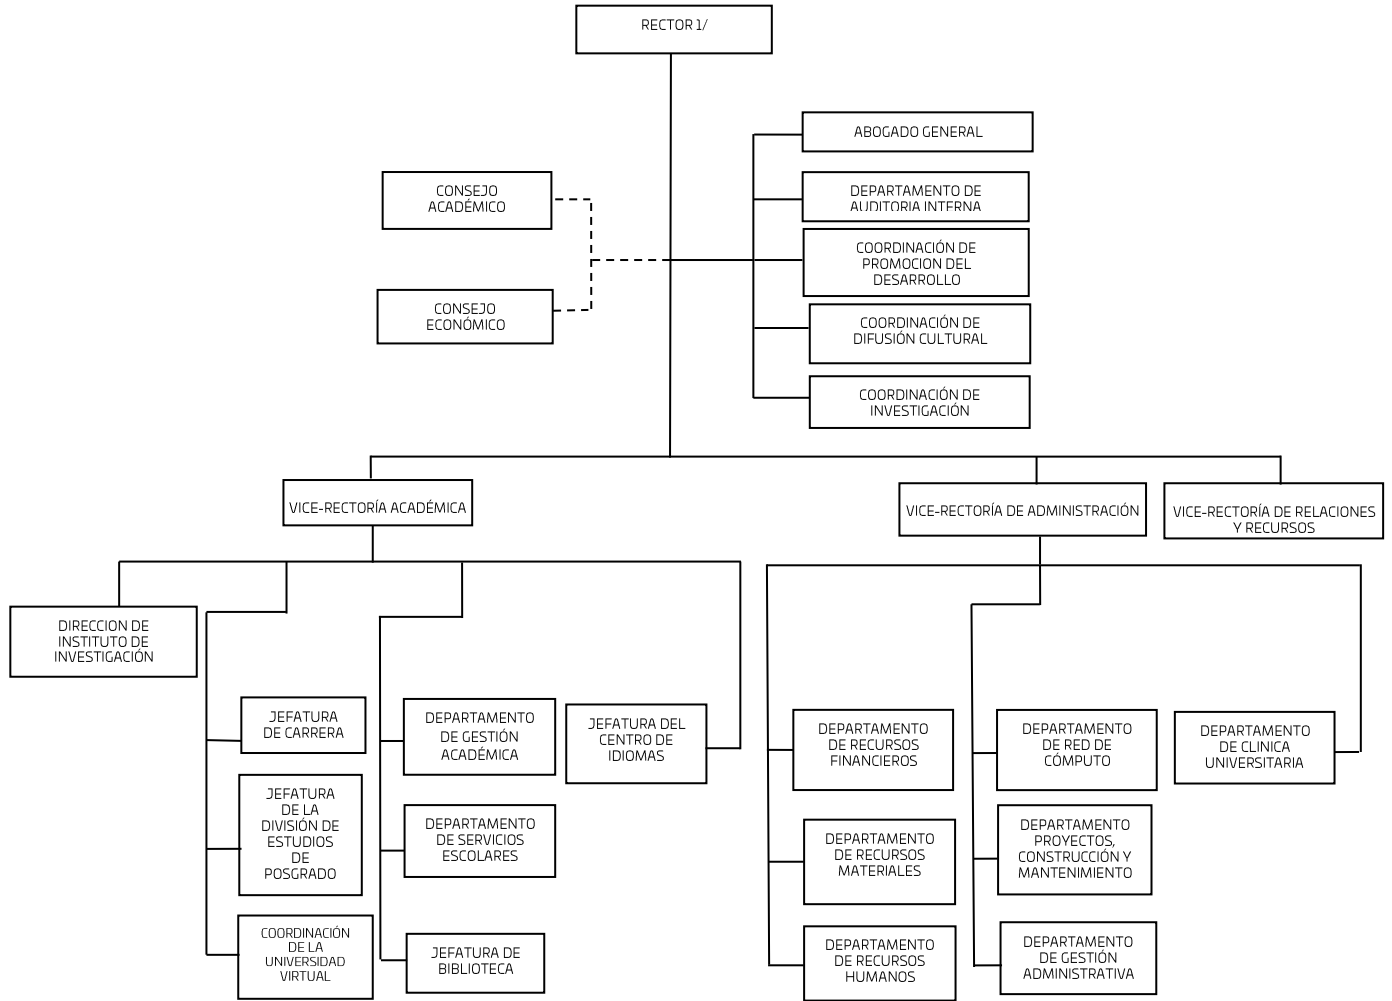 RECTOR 1/
ABOGADO GENERAL
CONSEJO
ACADÉMICO
DEPARTAMENTO DE
AUDITORIA INTERNA
COORDINACIÓN DE
PROMOCION DEL
DESARROLLO
CONSEJO
ECONÓMICO
COORDINACIÓN DE
DIFUSIÓN CULTURAL
COORDINACIÓN DE
INVESTIGACIÓN
VICE-RECTORÍA ACADÉMICA
VICE-RECTORÍA DE ADMINISTRACIÓN
VICE-RECTORÍA DE RELACIONES
Y RECURSOS
DIRECCION DE
INSTITUTO DE
INVESTIGACIÓN
JEFATURA
DE CARRERA
DEPARTAMENTO
DE GESTIÓN
ACADÉMICA
JEFATURA DEL
CENTRO DE
IDIOMAS
DEPARTAMENTO
DE RECURSOS
FINANCIEROS
DEPARTAMENTO
DE RED DE
CÓMPUTO
DEPARTAMENTO
DE CLINICA
UNIVERSITARIA
JEFATURA
DE LA
DIVISIÓN DE
ESTUDIOS
DE
POSGRADO
DEPARTAMENTO
DE SERVICIOS
ESCOLARES
DEPARTAMENTO
DE RECURSOS
MATERIALES
DEPARTAMENTO
PROYECTOS,
CONSTRUCCIÓN Y
MANTENIMIENTO
COORDINACIÓN
DE LA
UNIVERSIDAD
VIRTUAL
JEFATURA DE
BIBLIOTECA
DEPARTAMENTO
DE RECURSOS
HUMANOS
DEPARTAMENTO
DE GESTIÓN
ADMINISTRATIVA